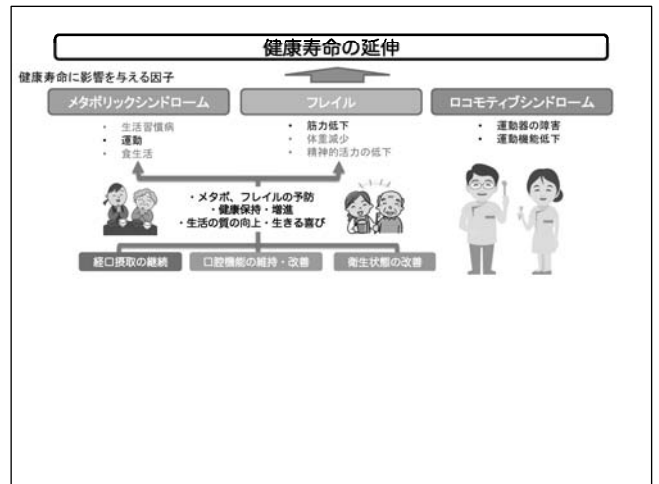 健康寿命の延伸
健康寿命に影響を与える因子
メタボリックシンドローム
・ 生活習慣病
・ 運動
・ 食生活
フレイル
・ 筋力低下
・ 体重減少
・ 精神的活力の低下
ロコモティブシンドローム
・ 運動器の障害
・ 運動機能低下
・メタボ、フレイルの予防
・健康保持・増進
・生活の質の向上・生きる喜び
経口摂取の継続
口腔機能の維持・改善
衛生状態の改善